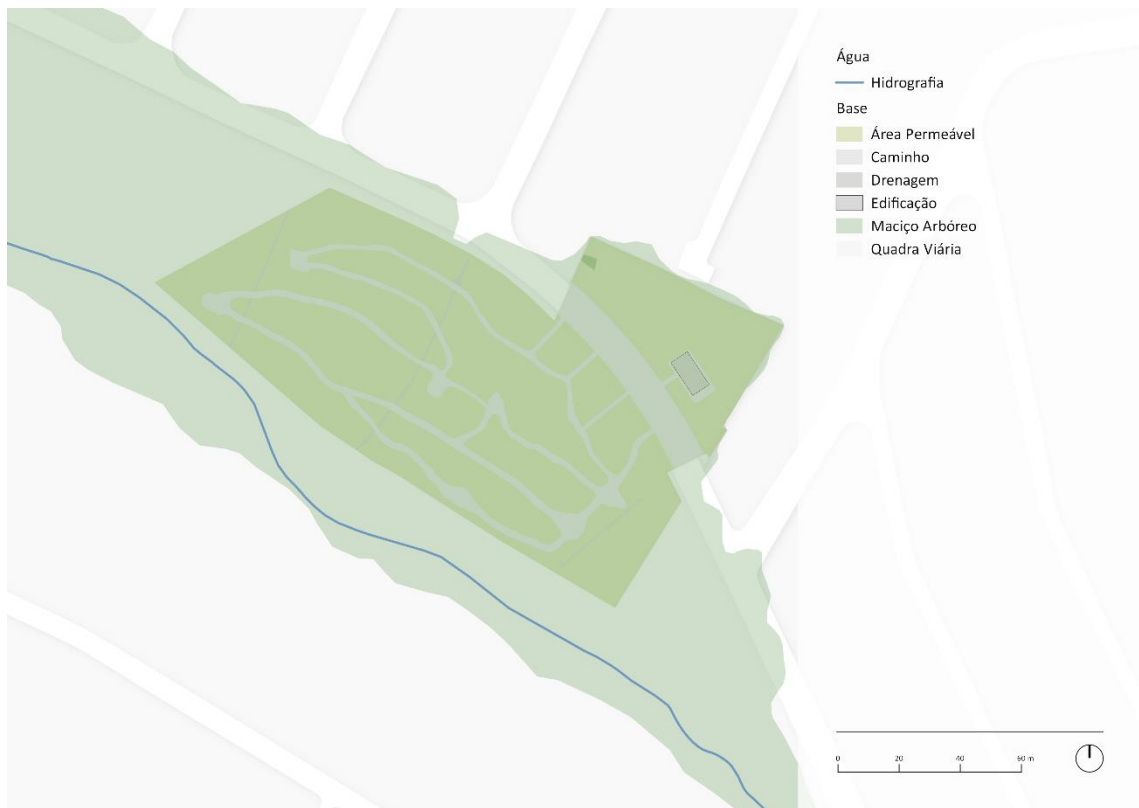 Água
Hidrografia
Base
Área Permeável
Caminho
Drenagem
Edificação
Maciço Arbóreo
Quadra Viária
0 20 40 60 m